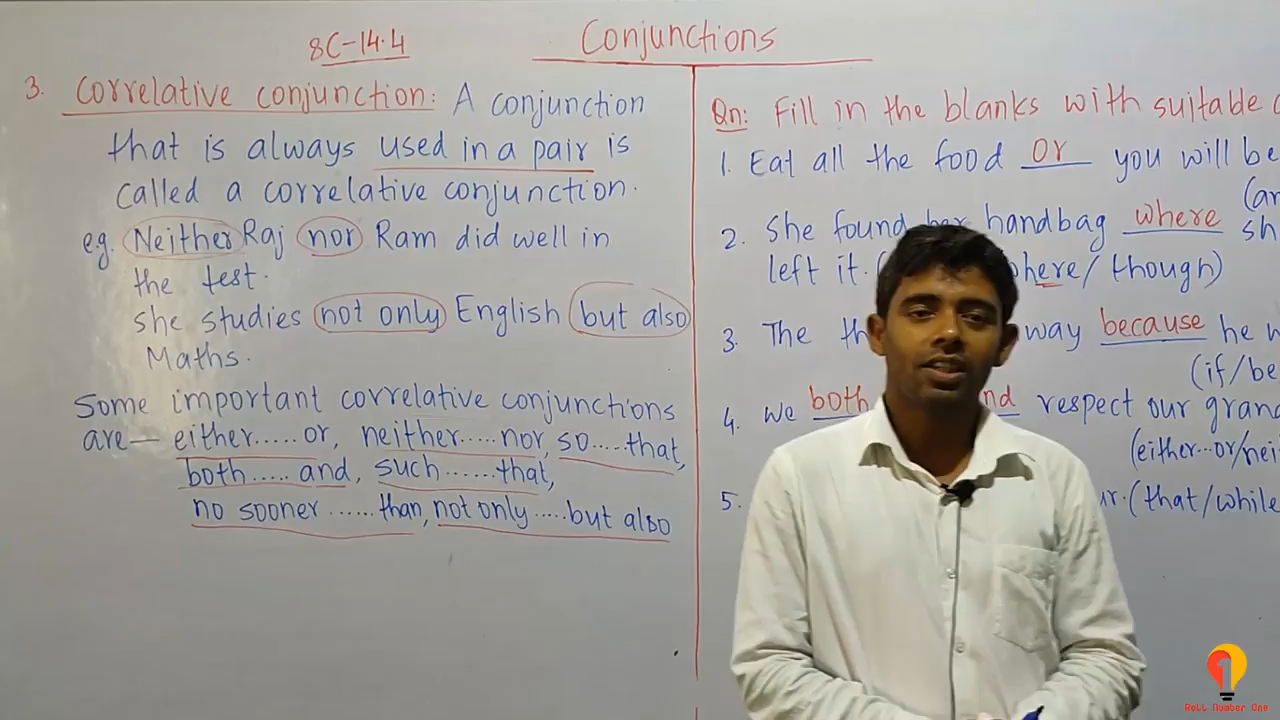 8C-14.4
Conjunctions
3. Correlative conjunction: A conjunction
that is always used in a pair is
called a correlative conjunction.
eg. Neither Raj nor Ram did well in
the test.
She studies not only English but also
Maths.
Some important correlative conjunctions
are— either.....or, neither.....nor, so....that,
both.....and, such......that,
no sooner ......than, not only .....but also
Qn: Fill in the blanks with suitable
1. Eat all the food or you will be
2. She found her handbag where
left it. / though)
3. The way because he
(if/be
4. We both respect our
(either...or/nei
5. (that/while
Roll Number One